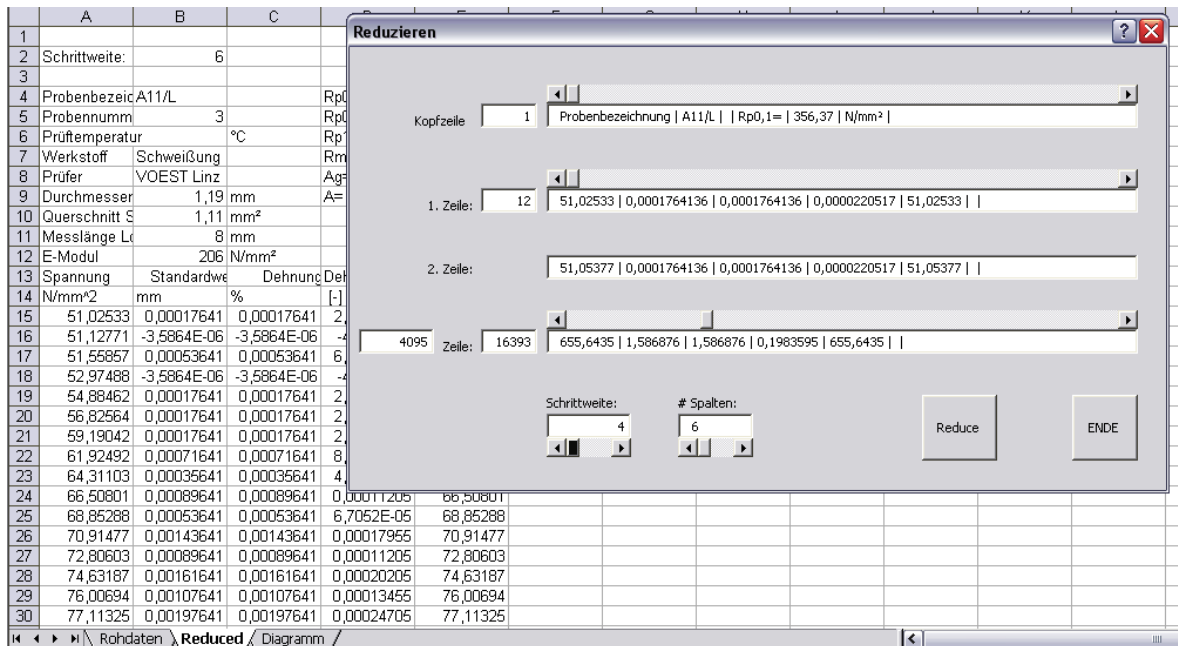 A B C
Reduzieren
1
2 Schrittweite: 6
3
4 Probenbezeic A11/L
5 Probennumm 3
6 Prüftemperatur °C
7 Werkstoff Schweißung
8 Prüfer VOEST Linz
9 Durchmesser 1,19 mm A=
10 Querschnitt S 1,11 mm²
11 Messlänge Lo 8 mm
12 E-Modul 206 N/mm²
13 Spannung Standardwe Dehnung
14 N/mm^2 mm % [-]
15 51,02533 0,00017641 0,00017641 2,
16 51,12771 -3,5864E-06 -3,5864E-06
17 51,55857 0,00053641 0,00053641 6,
18 52,97488 -3,5864E-06 -3,5864E-06
19 54,88462 0,00017641 0,00017641 2,
20 56,82564 0,00017641 0,00017641 2,
21 59,19042 0,00017641 0,00017641 2,
22 61,92492 0,00071641 0,00071641 8,
23 64,31103 0,00035641 0,00035641 4,
24 66,50801 0,00089641 0,00089641 0,00011205 66,50801
25 68,85288 0,00053641 0,00053641 6,7052E-05 68,85288
26 70,91477 0,00143641 0,00143641 0,00017955 70,91477
27 72,80603 0,00089641 0,00089641 0,00011205 72,80603
28 74,63187 0,00161641 0,00161641 0,00020205 74,63187
29 76,00694 0,00107641 0,00107641 0,00013455 76,00694
30 77,11325 0,00197641 0,00197641 0,00024705 77,11325
Kopfzeile 1 Probenbezeichnung | A11/L | | Rp0,1= | 356,37 | N/mm² |
1. Zeile: 12 51,02533 | 0,0001764136 | 0,0001764136 | 0,0000220517 | 51,02533 | |
2. Zeile: 51,05377 | 0,0001764136 | 0,0001764136 | 0,0000220517 | 51,05377 | |
4095 Zeile: 16393 655,6435 | 1,586876 | 1,586876 | 0,1983595 | 655,6435 | |
Schrittweite: # Spalten:
4 6
Reduce ENDE
Rohdaten Reduced Diagramm